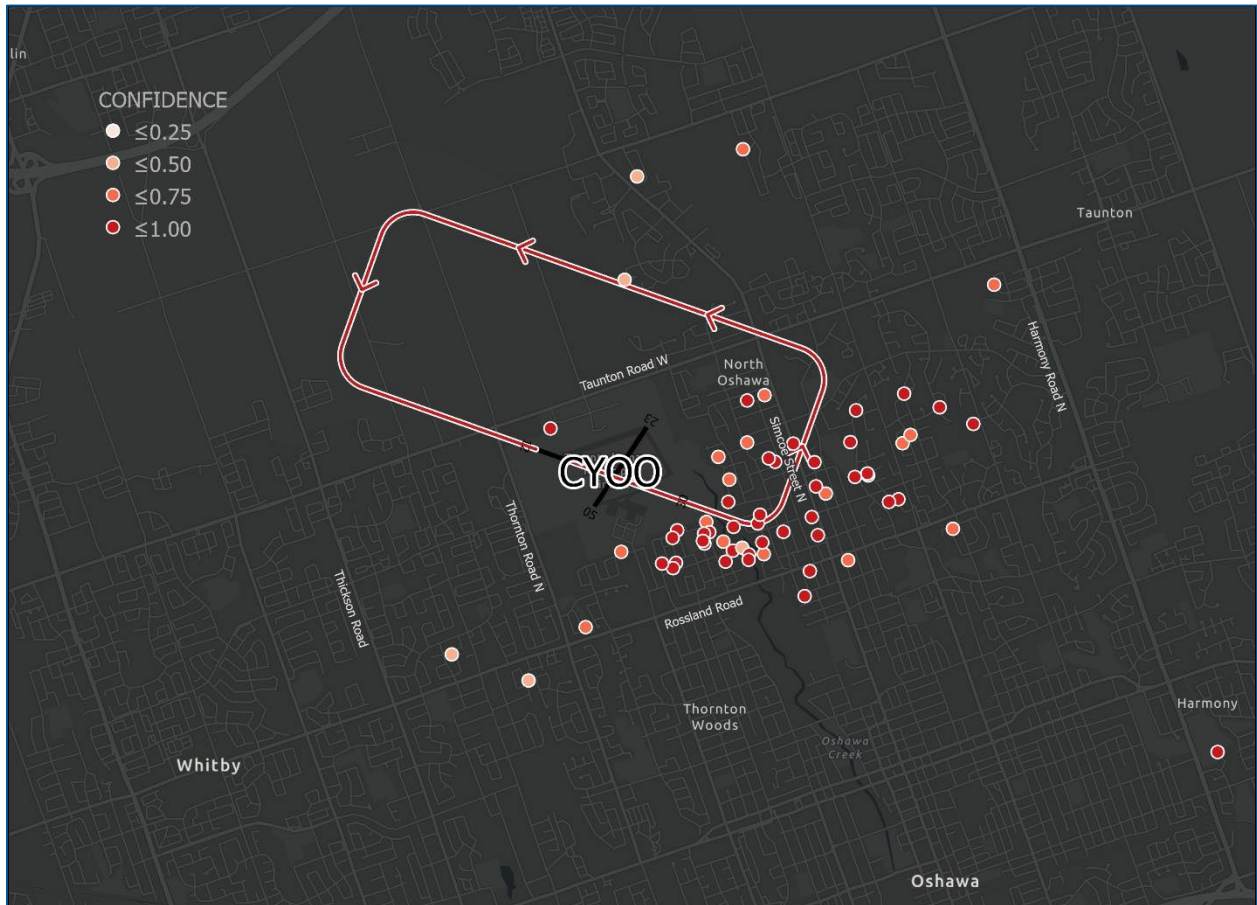 lin
CONFIDENCE
≤0.25
≤0.50
≤0.75
≤1.00
Taunton
Harmony Road N
Taunton Road W
North
Oshawa
Simcoe Street N
23
CYOO
05
Thornton Road N
Thickson Road
Rossland Road
Thornton
Woods
Harmony
Oshawa
Creek
Whitby
Oshawa